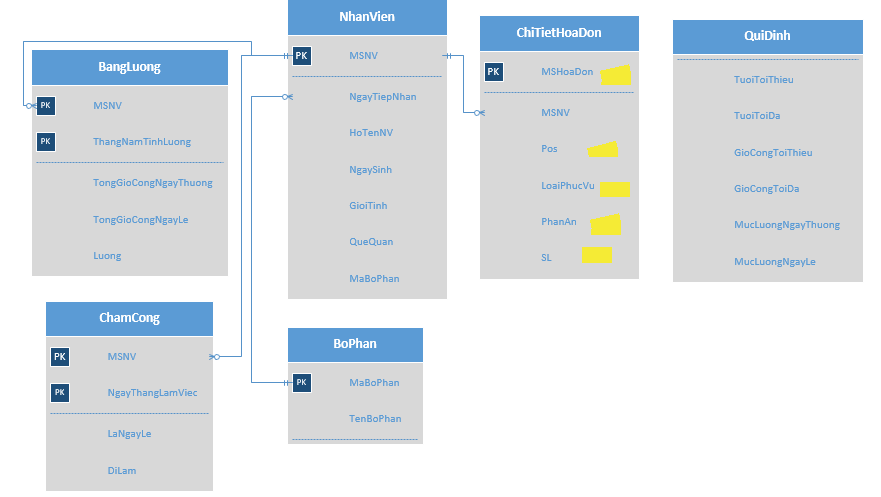 BangLuong
PK MSNV
PK ThangNamTinhLuong
TongGioCongNgayThuong
TongGioCongNgayLe
Luong
ChamCong
PK MSNV
PK NgayThangLamViec
LaNgayLe
DiLam
NhanVien
PK MSNV
NgayTiepNhan
HoTenNV
NgaySinh
GioiTinh
QueQuan
MaBoPhan
BoPhan
PK MaBoPhan
TenBoPhan
ChiTietHoaDon
PK MSHoaDon
MSNV
Pos
LoaiPhucVu
PhanAn
SL
QuiDinh
TuoiToiThieu
TuoiToiDa
GioCongToiThieu
GioCongToiDa
MucLuongNgayThuong
MucLuongNgayLe